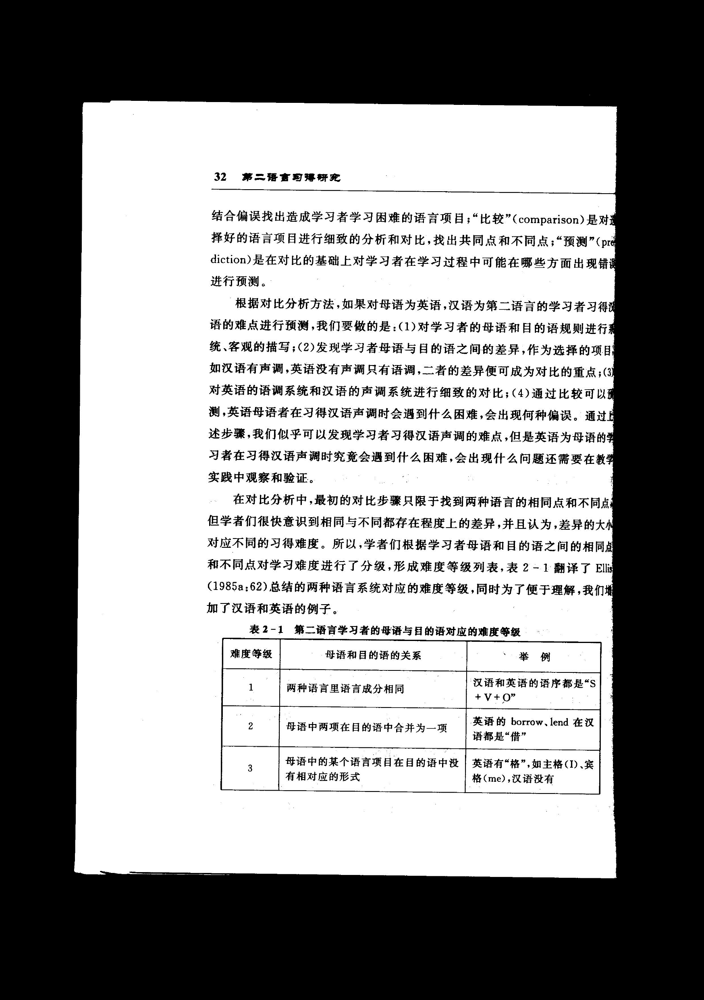 32 第二语言习得研究
结合偏误找出造成学习者学习困难的语言项目;“比较”(comparison)是对选
择好的语言项目进行细致的分析和对比,找出共同点和不同点;“预测”(pre
diction)是在对比的基础上对学习者在学习过程中可能在哪些方面出现错误
进行预测。
根据对比分析方法,如果对母语为英语,汉语为第二语言的学习者习得汉
语的难点进行预测,我们要做的是:(1)对学习者的母语和目的语规则进行系
统、客观的描写;(2)发现学习者母语与目的语之间的差异,作为选择的项目
如汉语有声调,英语没有声调只有语调,二者的差异便可成为对比的重点;(3)
对英语的语调系统和汉语的声调系统进行细致的对比;(4)通过比较可以预
测,英语母语者在习得汉语声调时会遇到什么困难,会出现何种偏误。通过上
述步骤,我们似乎可以发现学习者习得汉语声调的难点,但是英语为母语的学
习者在习得汉语声调时究竟会遇到什么困难,会出现什么问题还需要在教学
实践中观察和验证。
在对比分析中,最初的对比步骤只限于找到两种语言的相同点和不同点
但学者们很快意识到相同与不同都存在程度上的差异,并且认为,差异的大小
对应不同的习得难度。所以,学者们根据学习者母语和目的语之间的相同点
和不同点对学习难度进行了分级,形成难度等级列表,表 2-1 翻译了 Ellis
(1985a:62)总结的两种语言系统对应的难度等级,同时为了便于理解,我们增
加了汉语和英语的例子。
表 2-1 第二语言学习者的母语与目的语对应的难度等级
难度等级 母语和目的语的关系 举 例
1 两种语言里语言成分相同 汉语和英语的语序都是“S
+V+O”
2 母语中两项在目的语中合并为一项 英语的 borrow、lend 在汉
语都是“借”
3 母语中的某个语言项目在目的语中没
有相对应的形式 英语有“格”,如主格(I)、宾
格(me),汉语没有